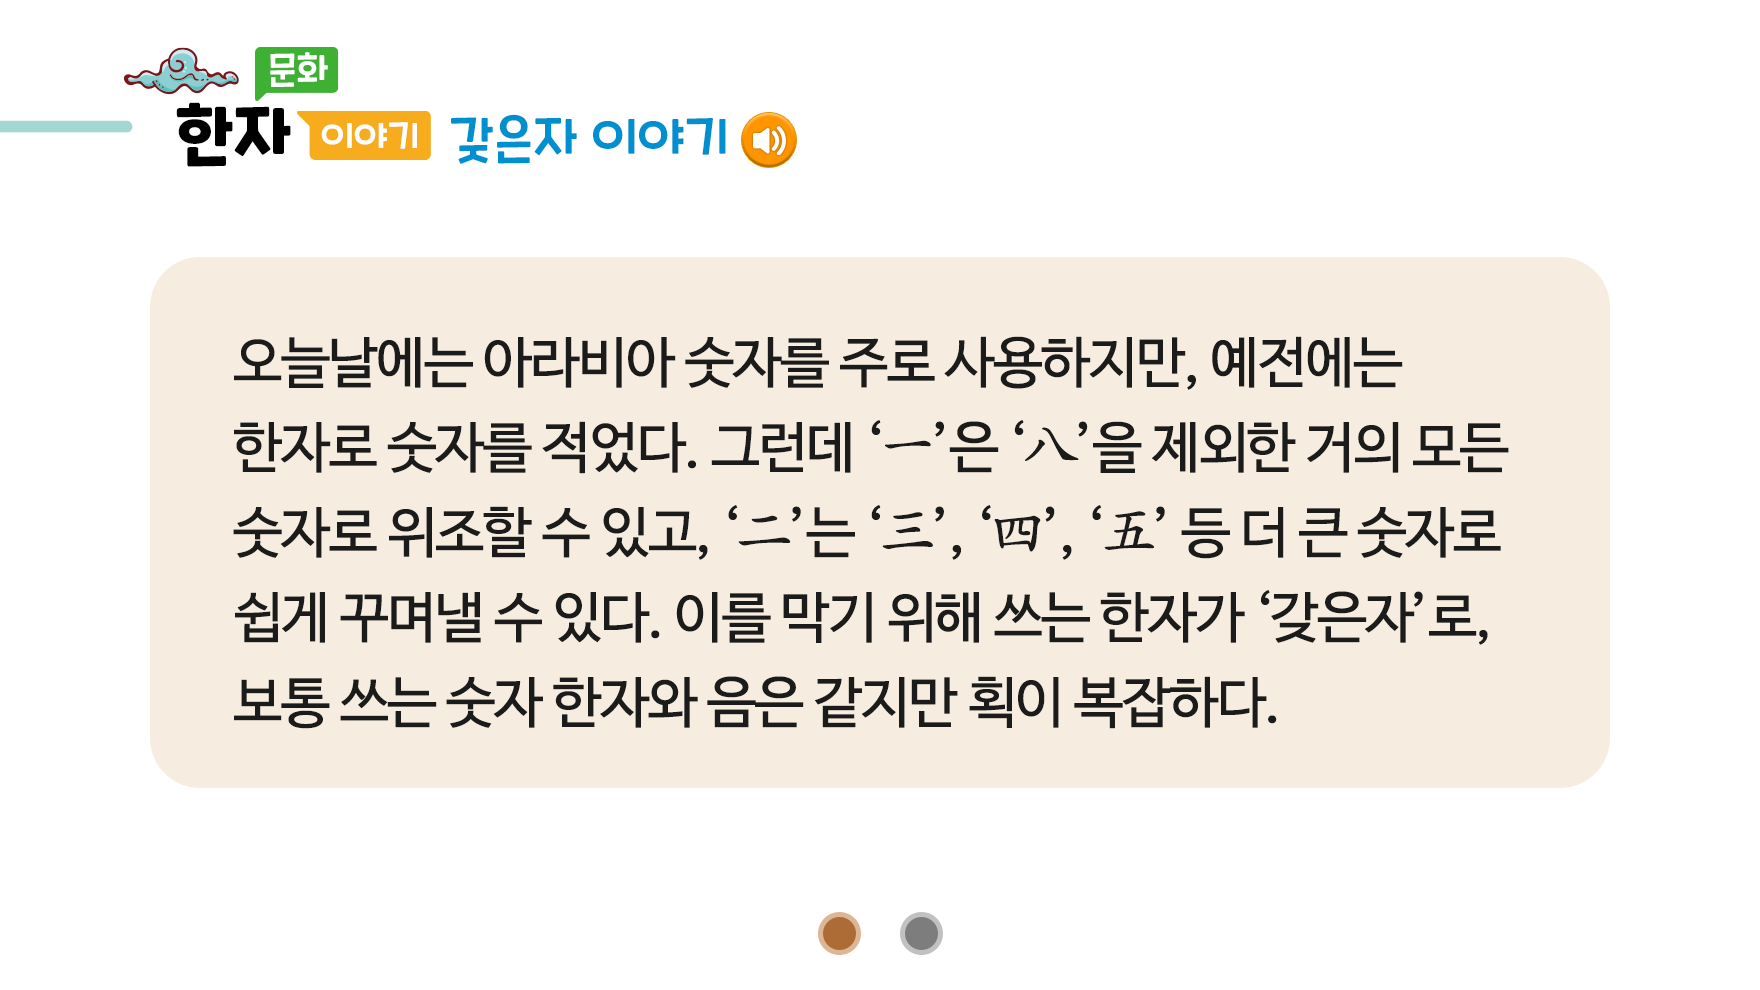 문화
한자 이야기 갖은자 이야기
오늘날에는 아라비아 숫자를 주로 사용하지만, 예전에는
한자로 숫자를 적었다. 그런데 ‘一’은 ‘八’을 제외한 거의 모든
숫자로 위조할 수 있고, ‘二’는 ‘三’, ‘四’, ‘五’ 등 더 큰 숫자로
쉽게 꾸며낼 수 있다. 이를 막기 위해 쓰는 한자가 ‘갖은자’로,
보통 쓰는 숫자 한자와 음은 같지만 획이 복잡하다.